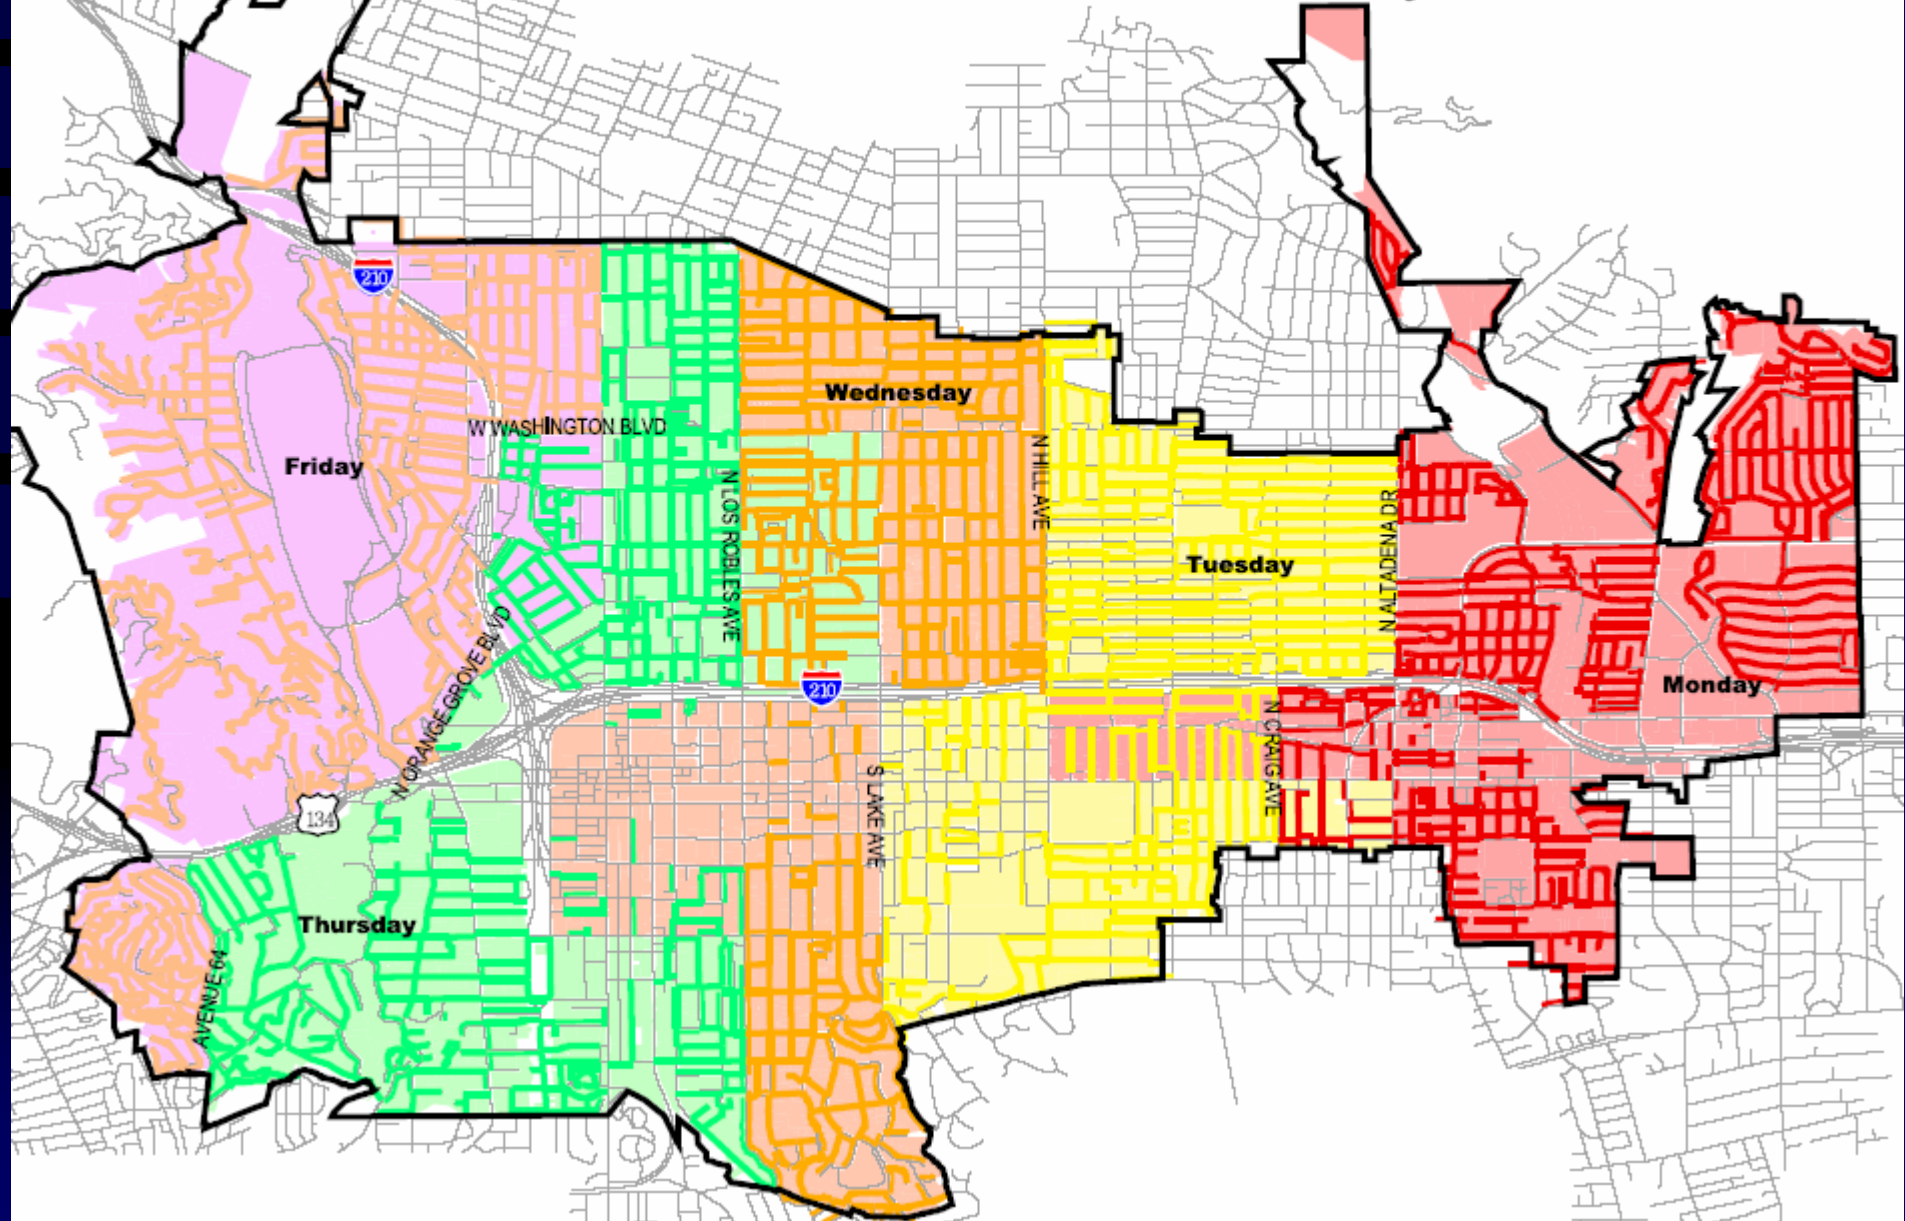 210
Wednesday
W WASHINGTON BLVD
Friday
N HILL AVE
N LOS ROBLES AVE
N ALTADENA DR
Tuesday
N ORANGE GROVE BLVD
210
Monday
N CRAIG AVE
S LAKE AVE
134
Thursday
AVENUE 64